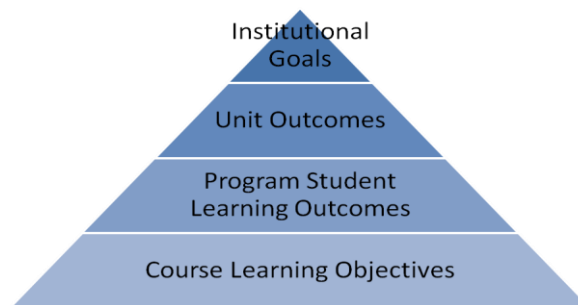 Institutional
Goals
Unit Outcomes
Program Student
Learning Outcomes
Course Learning Objectives